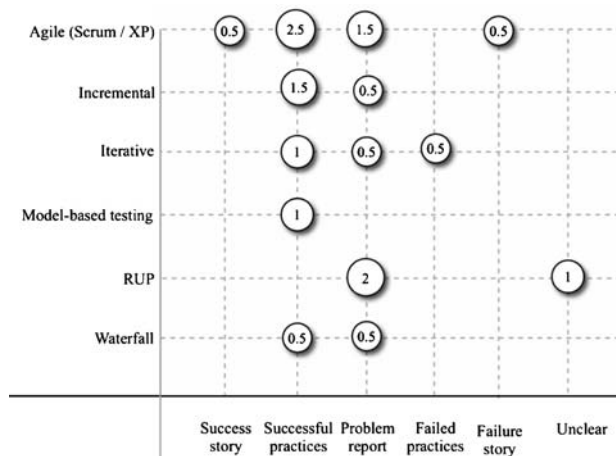 Agile (Scrum / XP) 0.5 2.5 1.5 0.5
Incremental 1.5 0.5
Iterative 1 0.5 0.5
Model-based testing 1
RUP 2 1
Waterfall 0.5 0.5
Success Successful Problem Failed Failure Unclear
story practices report practices story